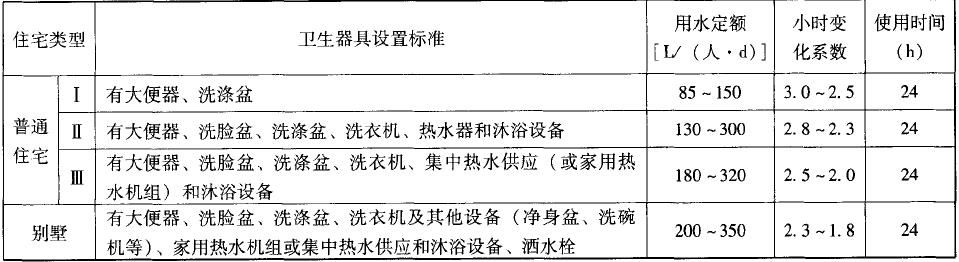 住宅类型 卫生器具设置标准 用水定额 [L/(人·d)] 小时变化系数 使用时间 (h)
普通住宅 Ⅰ 有大便器、洗涤盆 85~150 3.0~2.5 24
Ⅱ 有大便器、洗脸盆、洗涤盆、洗衣机、热水器和沐浴设备 130~300 2.8~2.3 24
Ⅲ 有大便器、洗脸盆、洗涤盆、洗衣机、集中热水供应(或家用热
水机组)和沐浴设备 180~320 2.5~2.0 24
别墅 有大便器、洗脸盆、洗涤盆、洗衣机及其他设备(净身盆、洗碗
机等)、家用热水机组或集中热水供应和沐浴设备、洒水栓 200~350 2.3~1.8 24